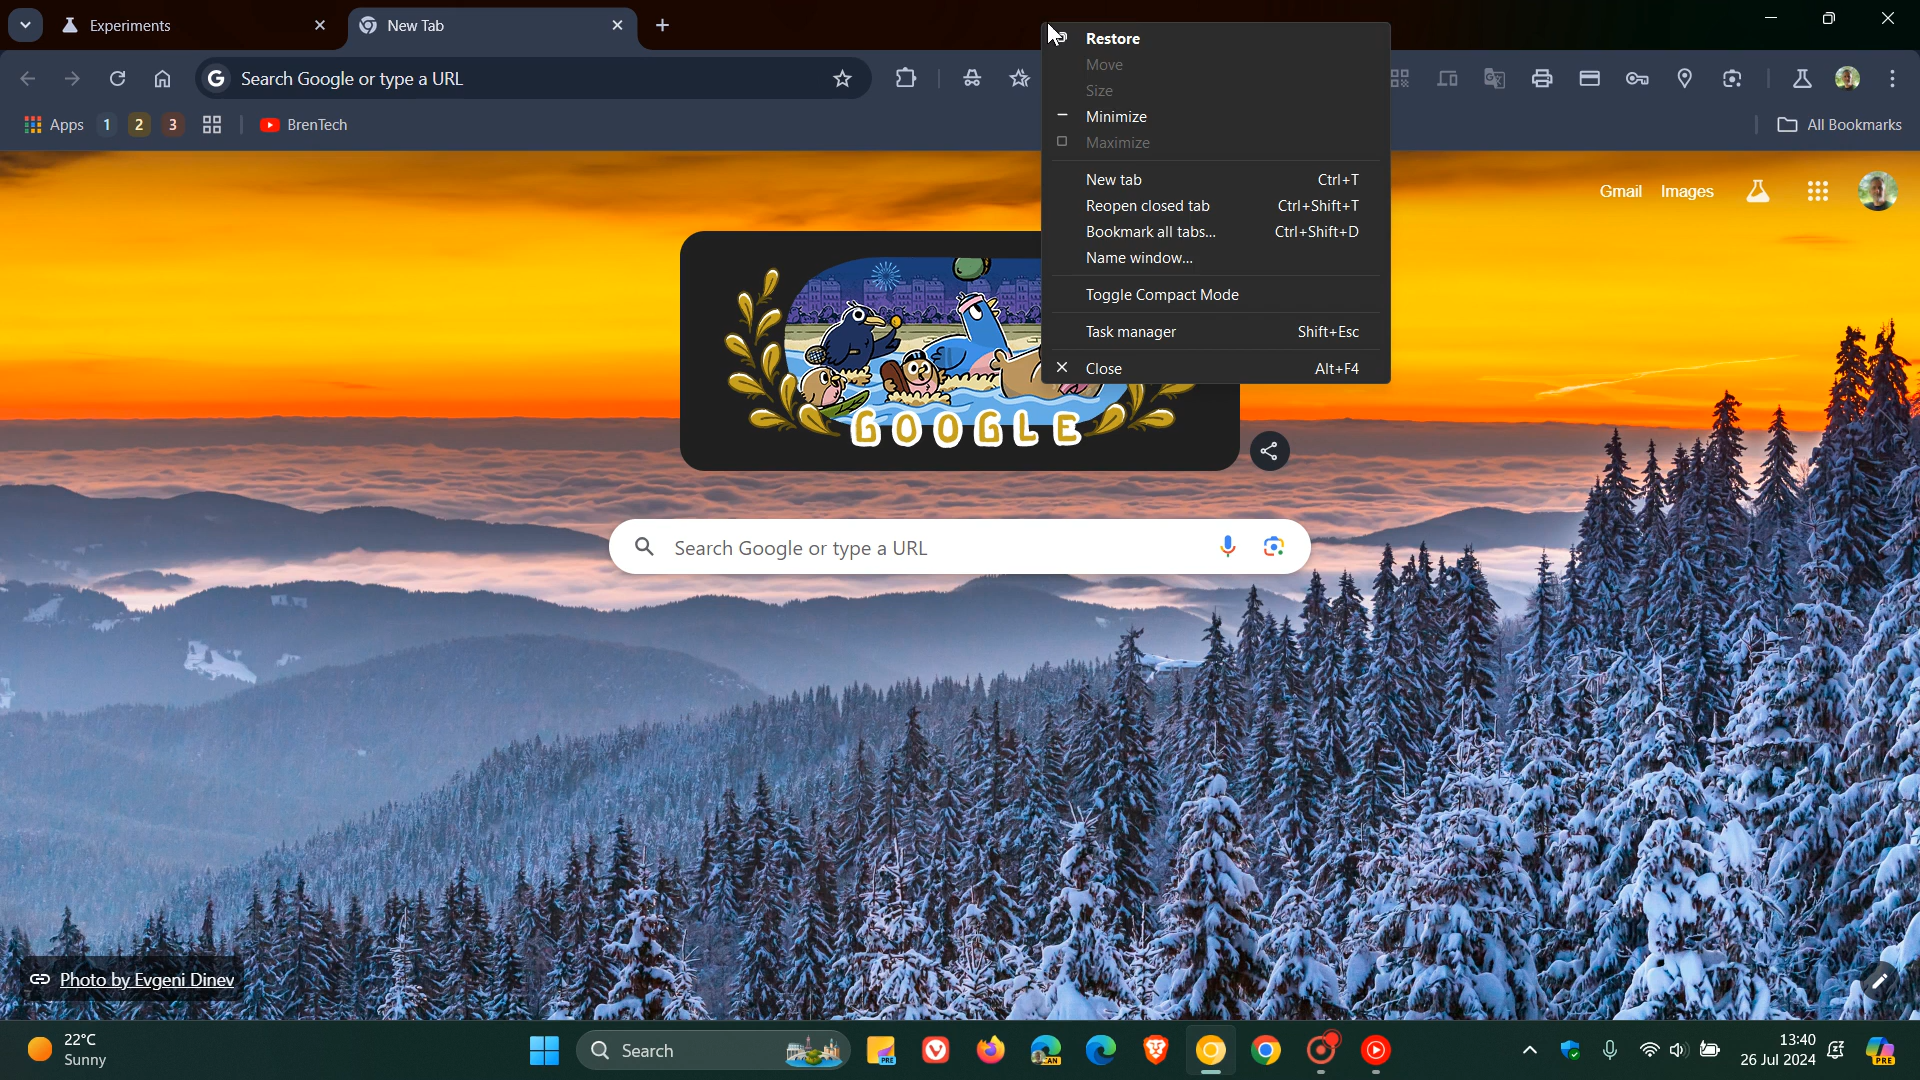 Experiments
New Tab
Search Google or type a URL
Apps 1 2 3 BrenTech
All Bookmarks
Restore
Move
Size
Minimize
Maximize
New tab Ctrl+T
Reopen closed tab Ctrl+Shift+T
Bookmark all tabs... Ctrl+Shift+D
Name window...
Toggle Compact Mode
Task manager Shift+Esc
Close Alt+F4
Gmail Images
GOOGLE
Search Google or type a URL
Photo by Evgeni Dinev
22°C
Sunny
Search
PRE
CAN
13:40
26 Jul 2024
PRE